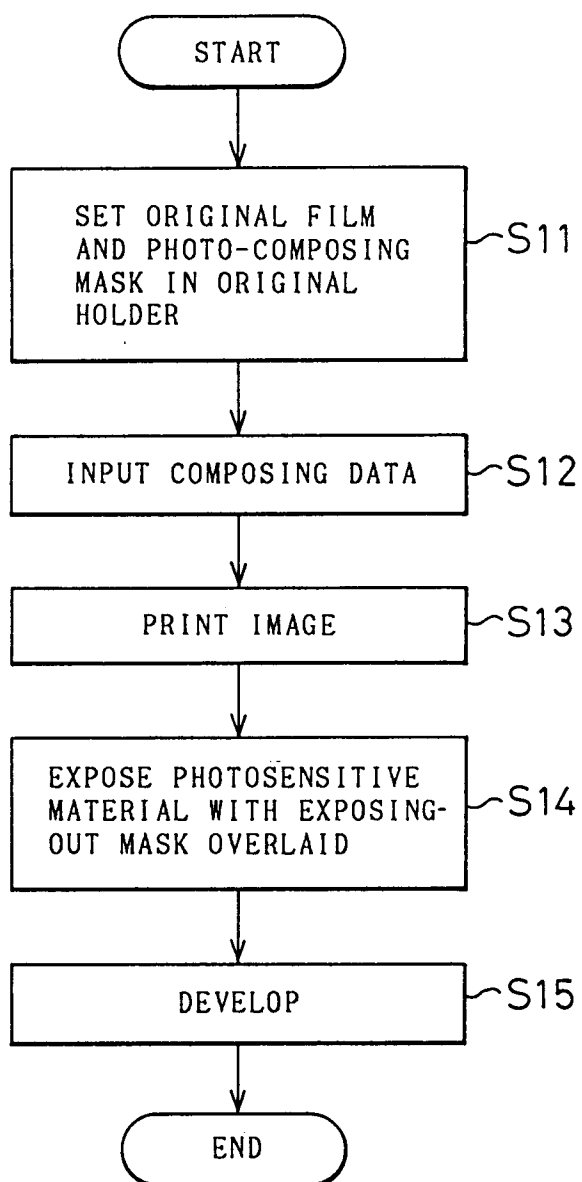 START
SET ORIGINAL FILM
AND PHOTO-COMPOSING
MASK IN ORIGINAL
HOLDER
S11
INPUT COMPOSING DATA
S12
PRINT IMAGE
S13
EXPOSE PHOTOSENSITIVE
MATERIAL WITH EXPOSING-
OUT MASK OVERLAID
S14
DEVELOP
S15
END